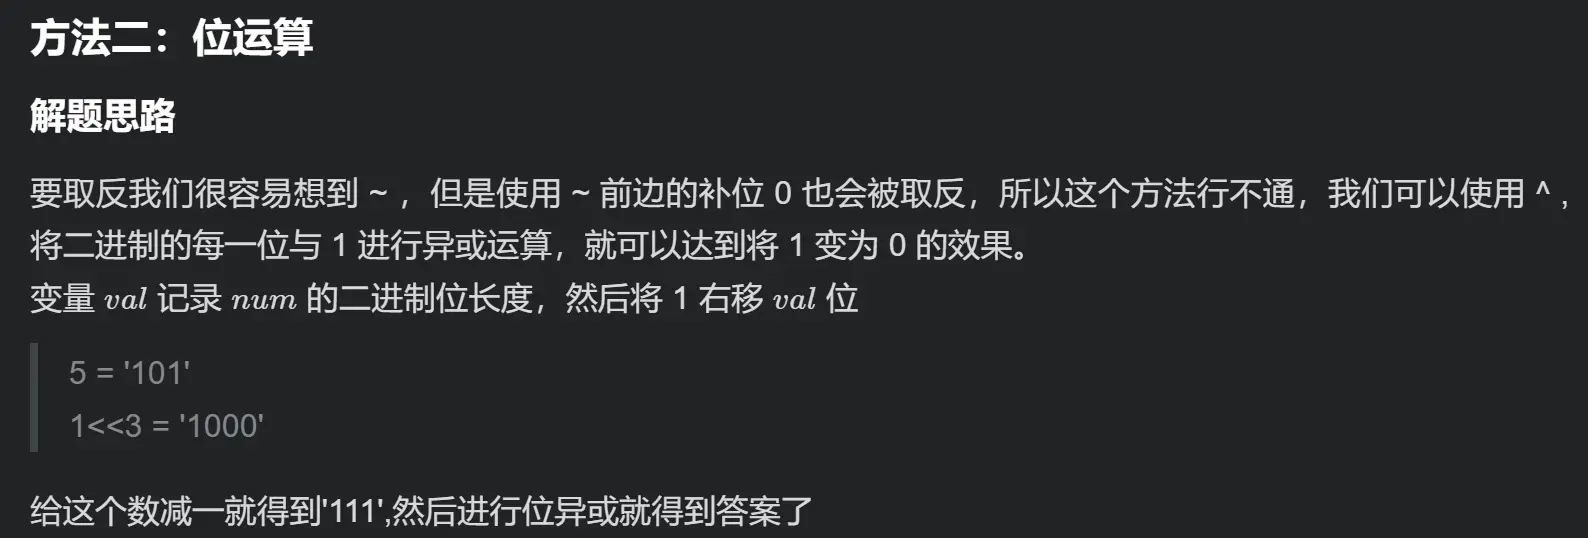 方法二：位运算
解题思路
要取反我们很容易想到 ~ ，但是使用 ~ 前边的补位 0 也会被取反，所以这个方法行不通，我们可以使用 ^ ，
将二进制的每一位与 1 进行异或运算，就可以达到将 1 变为 0 的效果。
变量 val 记录 num 的二进制位长度，然后将 1 右移 val 位
5 = '101'
1<<3 = '1000'
给这个数减一就得到'111',然后进行位异或就得到答案了